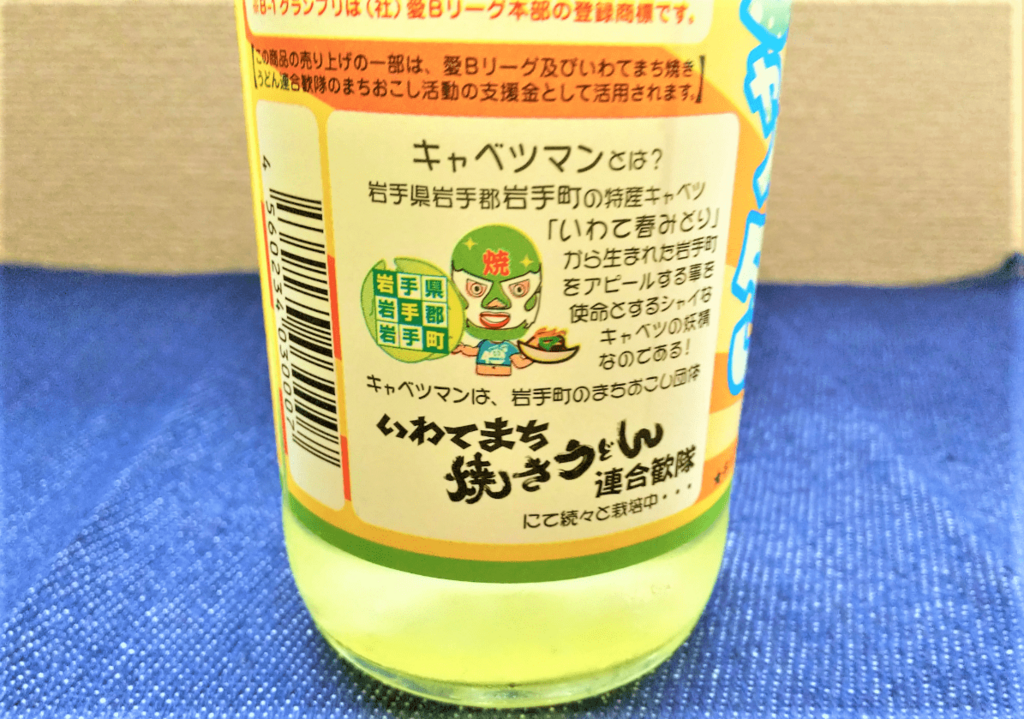 ※B-1グランプリは(社)愛Bリーグ本部の登録商標です。
この商品の売り上げの一部は、愛Bリーグ及びいわてまち焼き
うどん連合歓隊のまちおこし活動の支援金として活用されます。
キャベツマンとは?
岩手県岩手郡岩手町の特産キャベツ
「いわて春みどり」
から生まれた岩手町
をアピールする事を
使命とするシャイな
キャベツの妖精
なのである!
焼
岩手県
岩手郡
岩手町
キャベツマンは、岩手町のまちおこし団体
いわてまち
焼きうどん
連合歓隊
にて続々と栽培中・・・
4 560234 030007